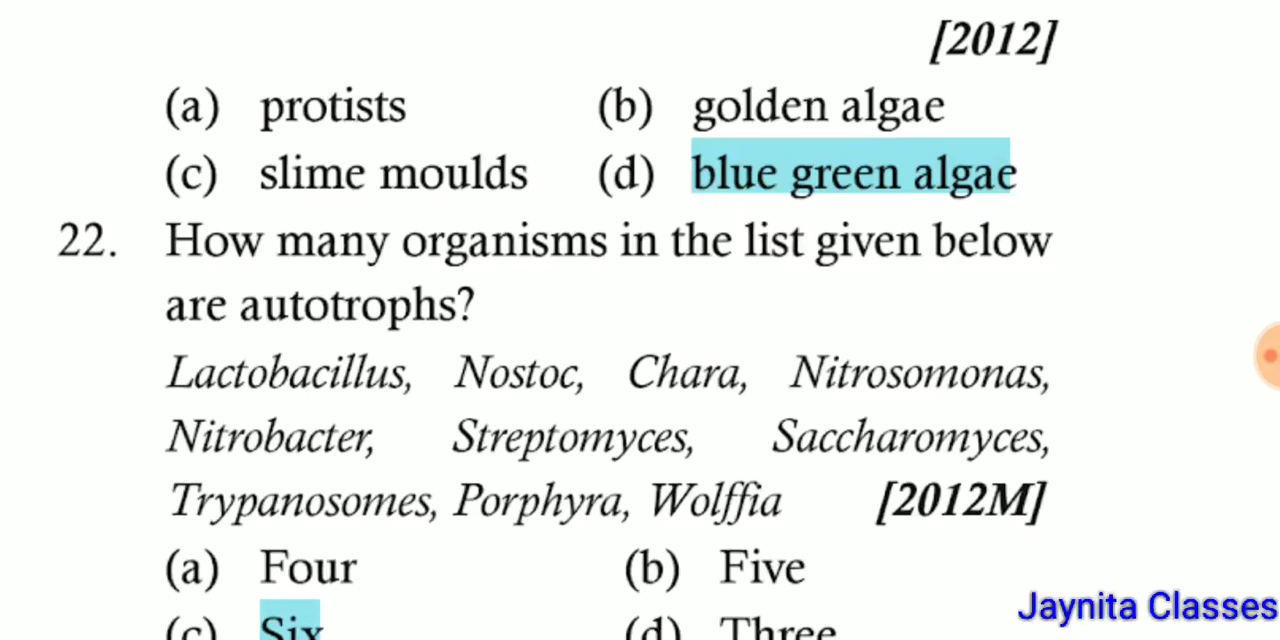 [2012]
(a) protists (b) golden algae
(c) slime moulds (d) blue green algae
22. How many organisms in the list given below
are autotrophs?
Lactobacillus, Nostoc, Chara, Nitrosomonas,
Nitrobacter, Streptomyces, Saccharomyces,
Trypanosomes, Porphyra, Wolffia [2012M]
(a) Four (b) Five
Jaynita Classes
(c) Six (d) Three